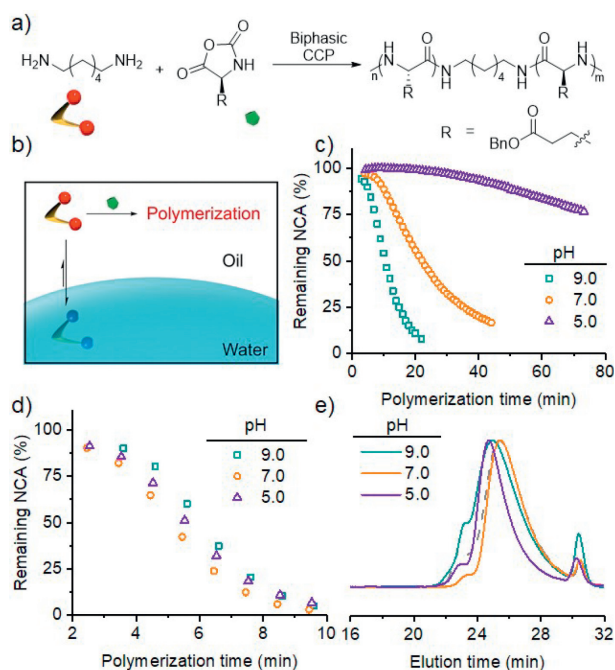 a)
H₂N
4
NH₂
+
O
O
O
NH
R
Biphasic
CCP
n
H
N
O
R
N
H
4
H
N
O
R
N
H
m
R =
BnO
O
b)
Polymerization
Oil
Water
c)
Remaining NCA (%)
100
75
50
25
0
0 20 40 60 80
Polymerization time (min)
pH
9.0
7.0
5.0
d)
Remaining NCA (%)
100
75
50
25
0
2 4 6 8 10
Polymerization time (min)
pH
9.0
7.0
5.0
e)
pH
9.0
7.0
5.0
16 20 25 28 32
Elution time (min)